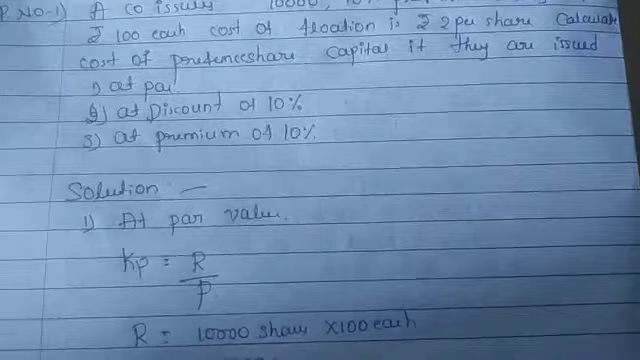 P. NO-1) A co issues 10000, 10%
₹ 100 each cost of floation is ₹ 2 per share Calculate
cost of preferenceshare Capital if they are issued
1) at par
2) at Discount of 10%
3) at premium of 10%
Solution :-
1) At par value.
Kp = R
P
R = 10000 share x100 each